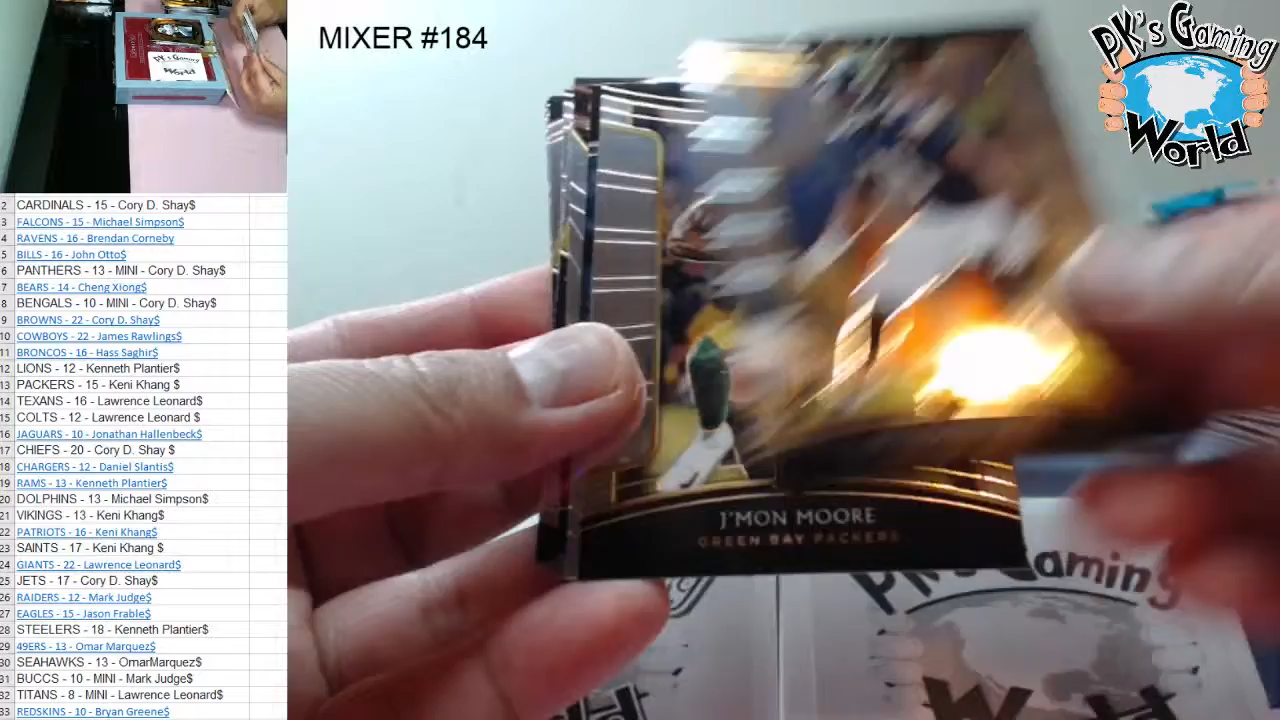 MIXER #184
PK's Gaming
World
PK's Gaming
World
2 CARDINALS - 15 - Cory D. Shay$
3 FALCONS - 15 - Michael Simpson$
4 RAVENS - 16 - Brendan Corneby
5 BILLS - 16 - John Otto$
6 PANTHERS - 13 - MINI - Cory D. Shay$
7 BEARS - 14 - Cheng Xiong$
8 BENGALS - 10 - MINI - Cory D. Shay$
9 BROWNS - 22 - Cory D. Shay$
10 COWBOYS - 22 - James Rawlings$
11 BRONCOS - 16 - Hass Saghir$
12 LIONS - 12 - Kenneth Plantier$
13 PACKERS - 15 - Keni Khang $
14 TEXANS - 16 - Lawrence Leonard$
15 COLTS - 12 - Lawrence Leonard $
16 JAGUARS - 10 - Jonathan Hallenbeck$
17 CHIEFS - 20 - Cory D. Shay $
18 CHARGERS - 12 - Daniel Slantis$
19 RAMS - 13 - Kenneth Plantier$
20 DOLPHINS - 13 - Michael Simpson$
21 VIKINGS - 13 - Keni Khang$
22 PATRIOTS - 16 - Keni Khang$
23 SAINTS - 17 - Keni Khang $
24 GIANTS - 22 - Lawrence Leonard$
25 JETS - 17 - Cory D. Shay$
26 RAIDERS - 12 - Mark Judge$
27 EAGLES - 15 - Jason Frable$
28 STEELERS - 18 - Kenneth Plantier$
29 49ERS - 13 - Omar Marquez$
30 SEAHAWKS - 13 - OmarMarquez$
31 BUCCS - 10 - MINI - Mark Judge$
32 TITANS - 8 - MINI - Lawrence Leonard$
33 REDSKINS - 10 - Bryan Greene$
J'MON MOORE
GREEN BAY PACKERS
PK's Gaming
World